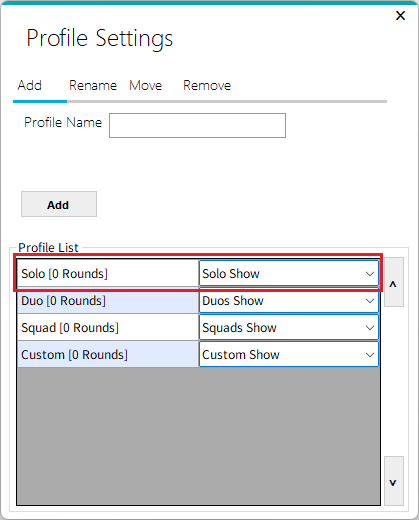 Profile Settings
Add Rename Move Remove
Profile Name
Add
Profile List
Solo [0 Rounds] Solo Show
Duo [0 Rounds] Duos Show
Squad [0 Rounds] Squads Show
Custom [0 Rounds] Custom Show